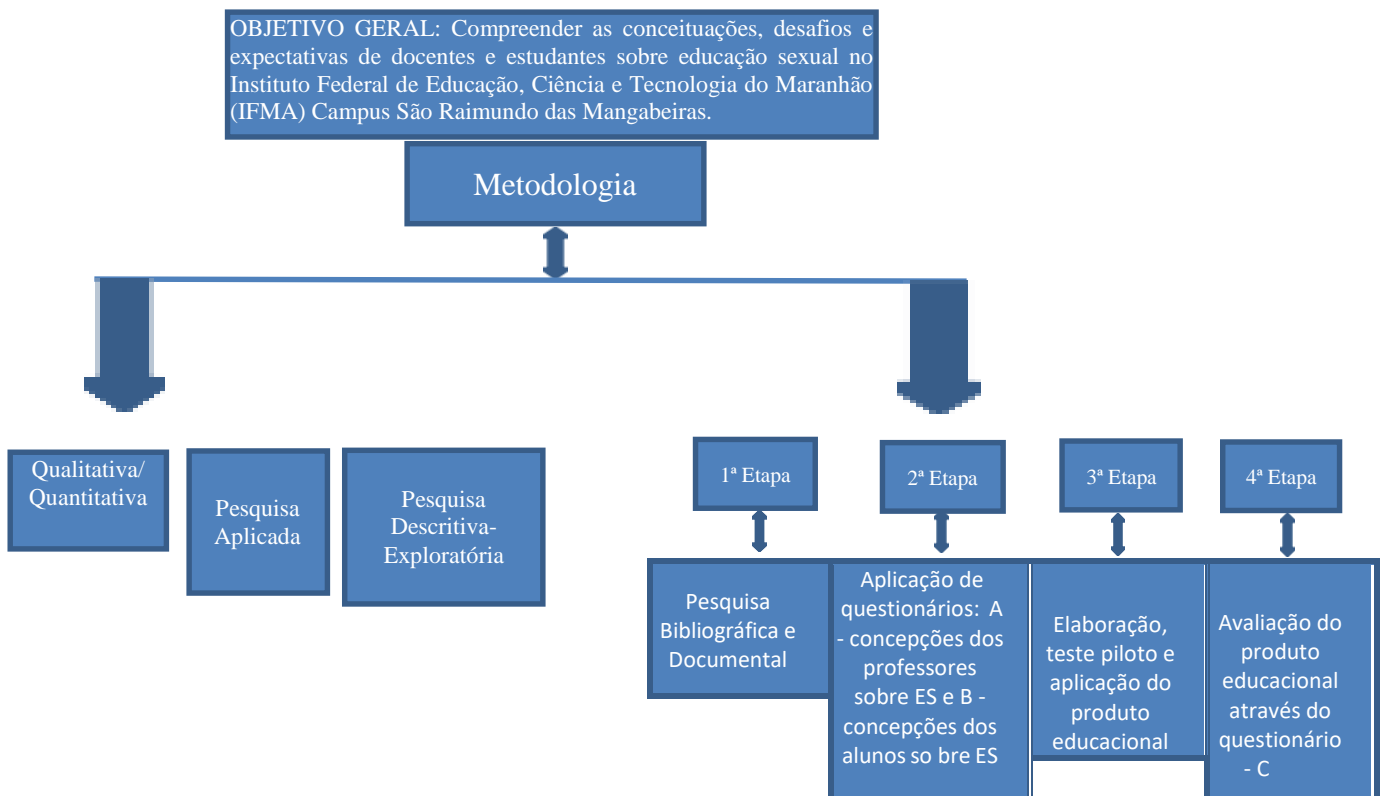 OBJETIVO GERAL: Compreender as conceituações, desafios e
expectativas de docentes e estudantes sobre educação sexual no
Instituto Federal de Educação, Ciência e Tecnologia do Maranhão
(IFMA) Campus São Raimundo das Mangabeiras.
Metodologia
Qualitativa/
Quantitativa
Pesquisa
Aplicada
Pesquisa
Descritiva-
Exploratória
1ª Etapa
2ª Etapa
3ª Etapa
4ª Etapa
Pesquisa
Bibliográfica e
Documental
Aplicação de
questionários: A
- concepções dos
professores
sobre ES e B -
concepções dos
alunos so bre ES
Elaboração,
teste piloto e
aplicação do
produto
educacional
Avaliação do
produto
educacional
através do
questionário
- C